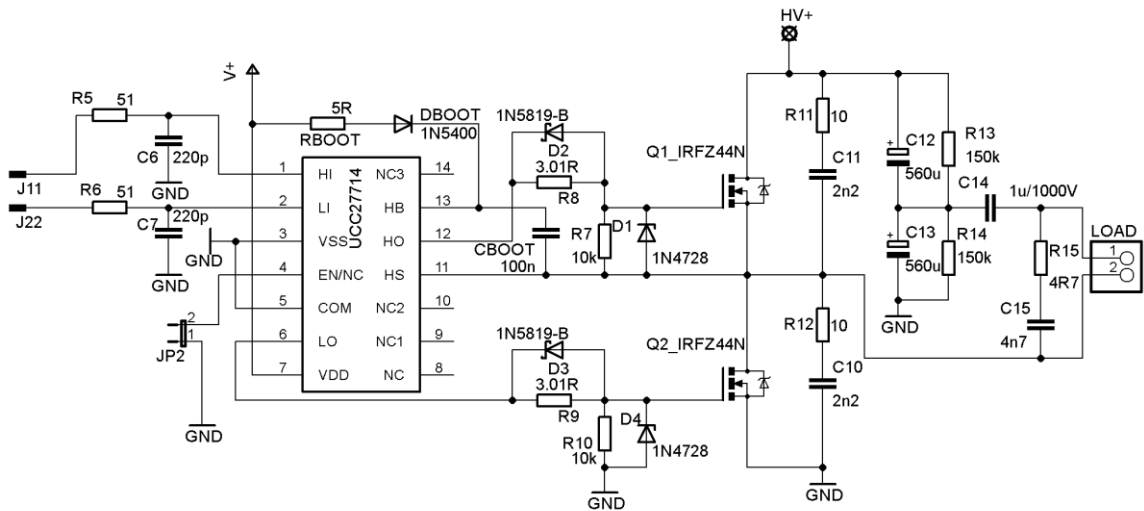 HV+
V+
R5 51
5R
DBOOT
RBOOT
1N5400
C6 220p
GND
J11
R6 51
J22
C7 220p
GND
GND
UCC27714
1 HI
2 LI
3 VSS
4 EN/NC
5 COM
6 LO
7 VDD
NC3 14
HB 13
HO 12
HS 11
NC2 10
NC1 9
NC 8
2
1
JP2
GND
CBOOT
100n
1N5819-B
D2
3.01R
R8
R7
10k
D1
1N4728
Q1_IRFZ44N
R11 10
C11
2n2
+
C12
560u
R13
150k
C14
1u/1000V
+
C13
560u
R14
150k
GND
R15
4R7
C15
4n7
LOAD
1
2
1N5819-B
D3
3.01R
R9
R10
10k
D4
1N4728
GND
Q2_IRFZ44N
R12 10
C10
2n2
GND